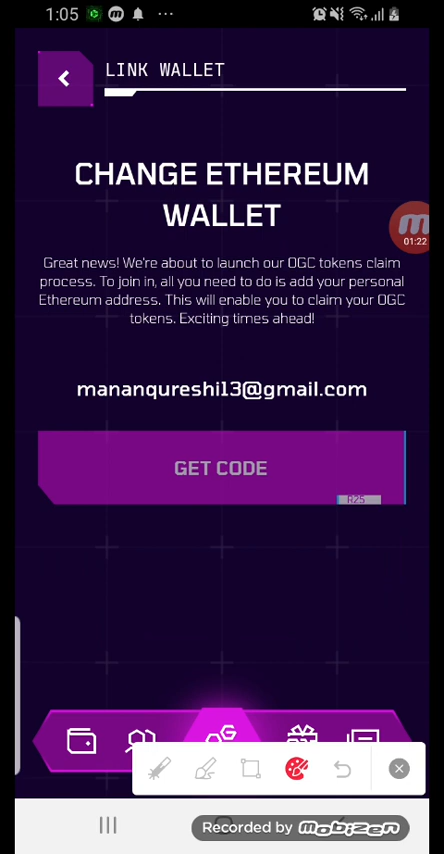 1:05
LINK WALLET
CHANGE ETHEREUM
WALLET
01:22
Great news! We're about to launch our OGC tokens claim
process. To join in, all you need to do is add your personal
Ethereum address. This will enable you to claim your OGC
tokens. Exciting times ahead!
mananqureshi13@gmail.com
GET CODE
R25
Recorded by MOBIZEN